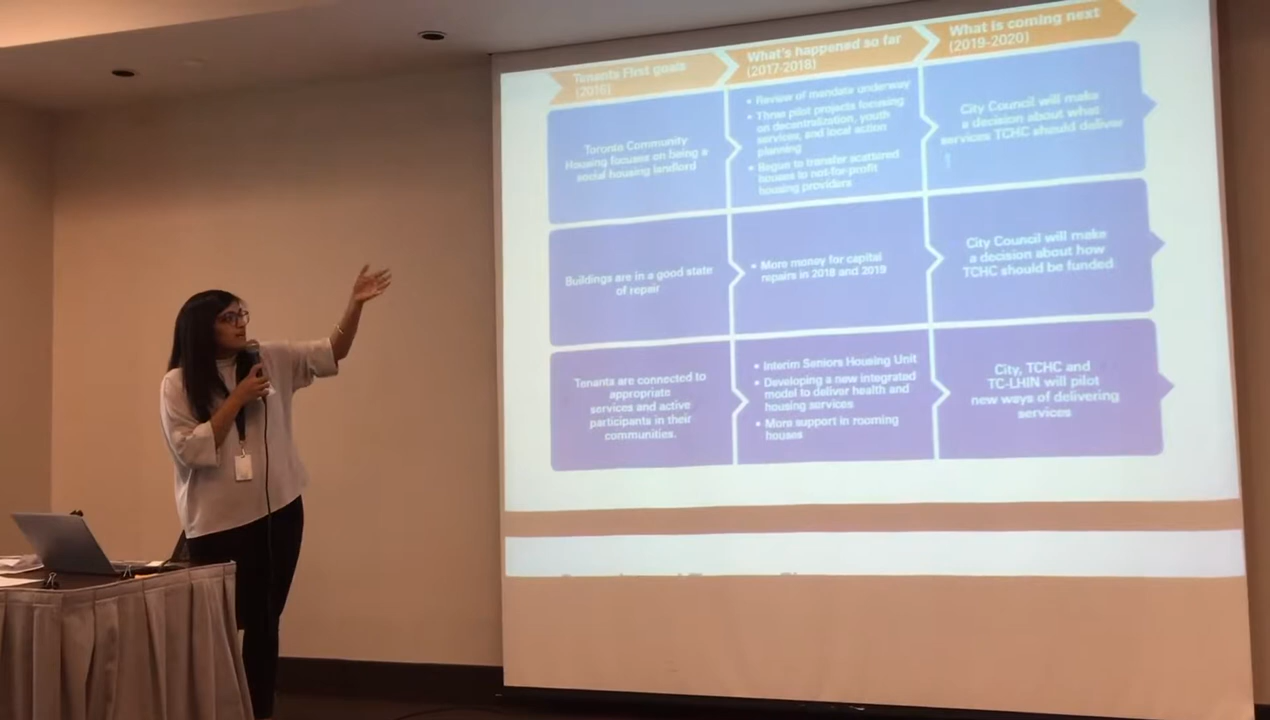 Tenants First goals
(2016)
What's happened so far
(2017-2018)
What is coming next
(2019-2020)
Toronto Community
Housing focuses on being a
social housing landlord
• Review of mandate underway
• Three pilot projects focusing
on decentralization, youth
services, and local action
planning
• Begun to transfer scattered
houses to not-for-profit
housing providers
City Council will make
a decision about what
services TCHC should deliver
Buildings are in a good state
of repair
• More money for capital
repairs in 2018 and 2019
City Council will make
a decision about how
TCHC should be funded
Tenants are connected to
appropriate
services and active
participants in their
communities.
• Interim Seniors Housing Unit
• Developing a new integrated
model to deliver health and
housing services
• More support in rooming
houses
City, TCHC and
TC-LHIN will pilot
new ways of delivering
services